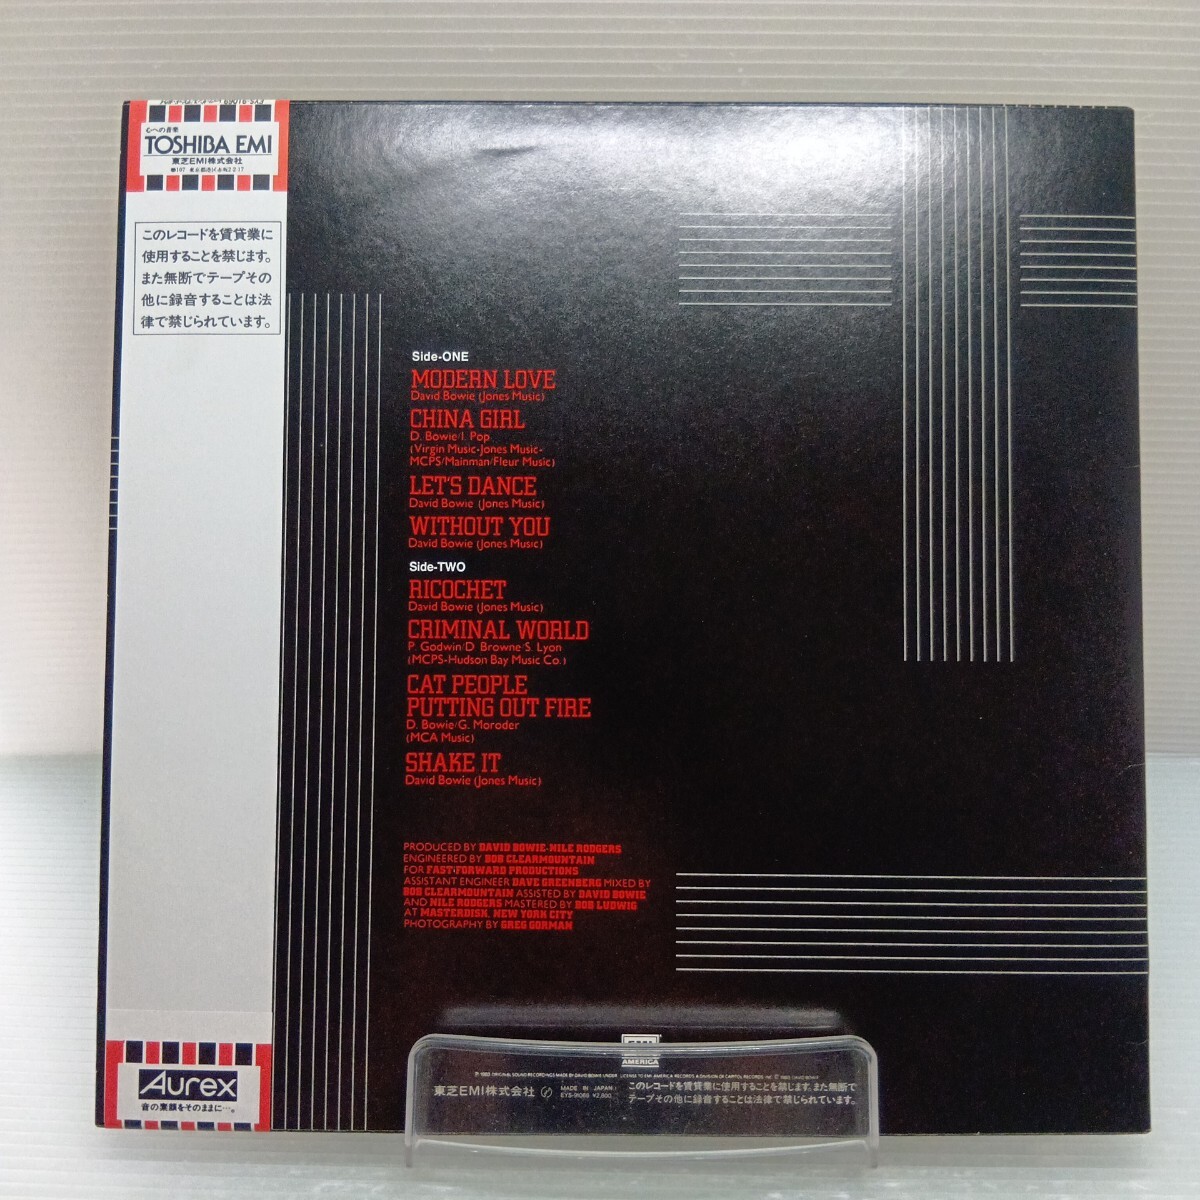 心への音楽
TOSHIBA EMI
東芝EMI株式会社
このレコードを賃貸業に
使用することを禁じます。
また無断でテープその
他に録音することは法
律で禁じられています。
Side-ONE
MODERN LOVE
David Bowie (Jones Music)
CHINA GIRL
D. Bowie/I. Pop
(Virgin Music-Jones Music-
MCPS/Mainman/Fleur Music)
LET'S DANCE
David Bowie (Jones Music)
WITHOUT YOU
David Bowie (Jones Music)
Side-TWO
RICOCHET
David Bowie (Jones Music)
CRIMINAL WORLD
P. Godwin/D. Browne/S. Lyon
(MCPS-Hudson Bay Music Co.)
CAT PEOPLE
PUTTING OUT FIRE
D. Bowie/G. Moroder
(MCA Music)
SHAKE IT
David Bowie (Jones Music)
PRODUCED BY DAVID BOWIE-NILE RODGERS
ENGINEERED BY BOB CLEARMOUNTAIN
FOR FAST-FORWARD PRODUCTIONS
ASSISTANT ENGINEER DAVE GREENBERG MIXED BY
BOB CLEARMOUNTAIN ASSISTED BY DAVID BOWIE
AND NILE RODGERS MASTERED BY BOB LUDWIG
AT MASTERDISK, NEW YORK CITY
PHOTOGRAPHY BY GREG GORMAN
EMI
AMERICA
東芝EMI株式会社
MADE IN JAPAN
¥2,800
このレコードを賃貸業に使用することを禁じます。また無断で
テープその他に録音することは法律で禁じられています。
Aurex
音の素顔をそのままに…。